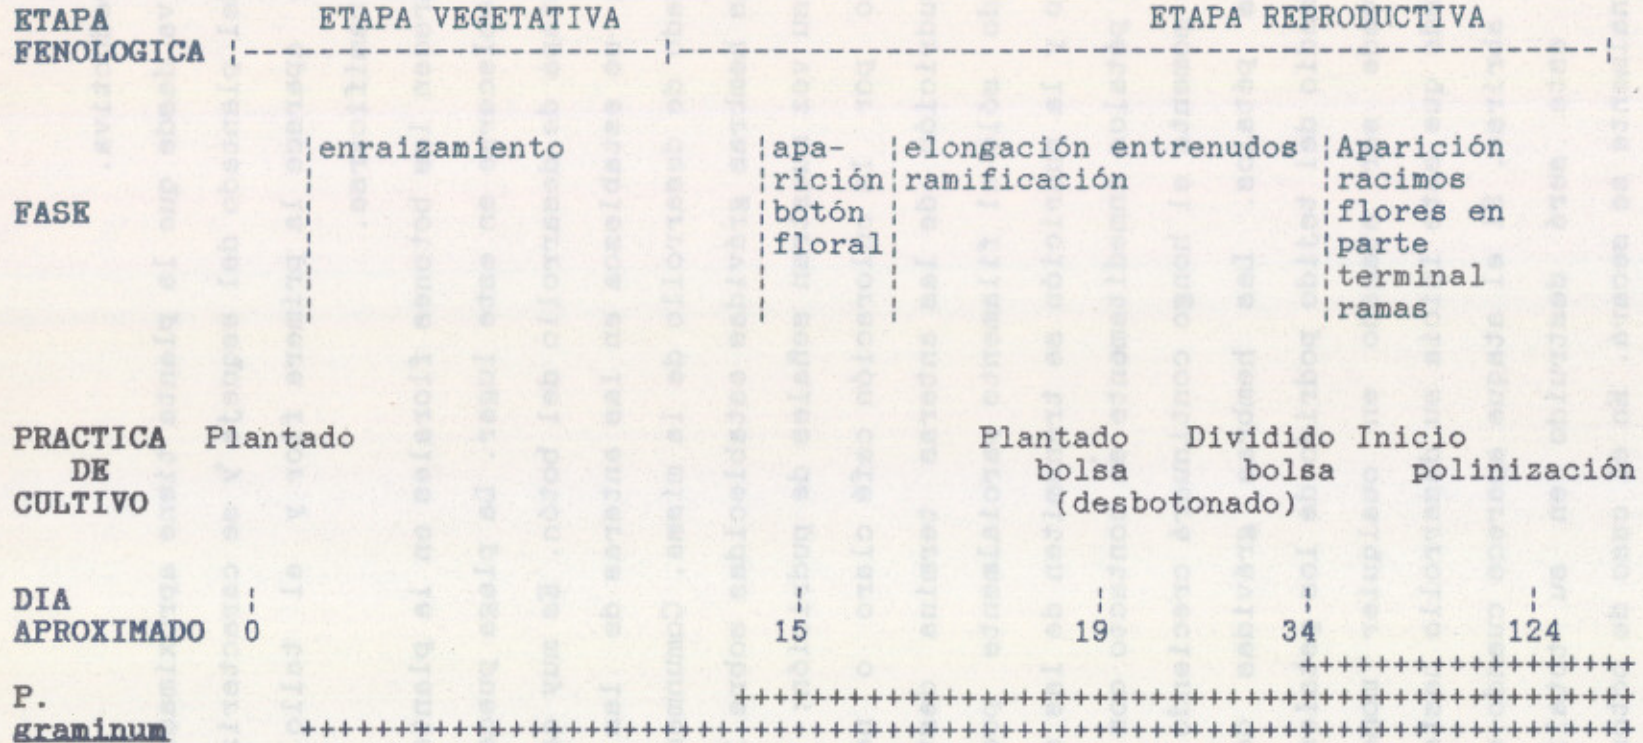 ETAPA ETAPA VEGETATIVA ETAPA REPRODUCTIVA
FENOLOGICA ¦----------------------------¦---------------------------------------------------------------¦
¦enraizamiento ¦apa- ¦elongación entrenudos ¦Aparición
¦ ¦rición¦ramificación ¦racimos
FASE ¦ ¦botón ¦ ¦flores en
¦ ¦floral¦ ¦parte
¦ ¦ ¦ ¦terminal
¦ ¦ ¦ ¦ramas
PRACTICA Plantado Plantado Dividido Inicio
DE bolsa bolsa polinización
CULTIVO (desbotonado)
DIA ¦ ¦ ¦ ¦ ¦
APROXIMADO 0 15 19 34 124
+++++++++++++++++++++++
P. ++++++++++++++++++++++++++++++++++++++++++++++++++++++++++++
graminum +++++++++++++++++++++++++++++++++++++++++++++++++++++++++++++++++++++++++++++++++++++++++